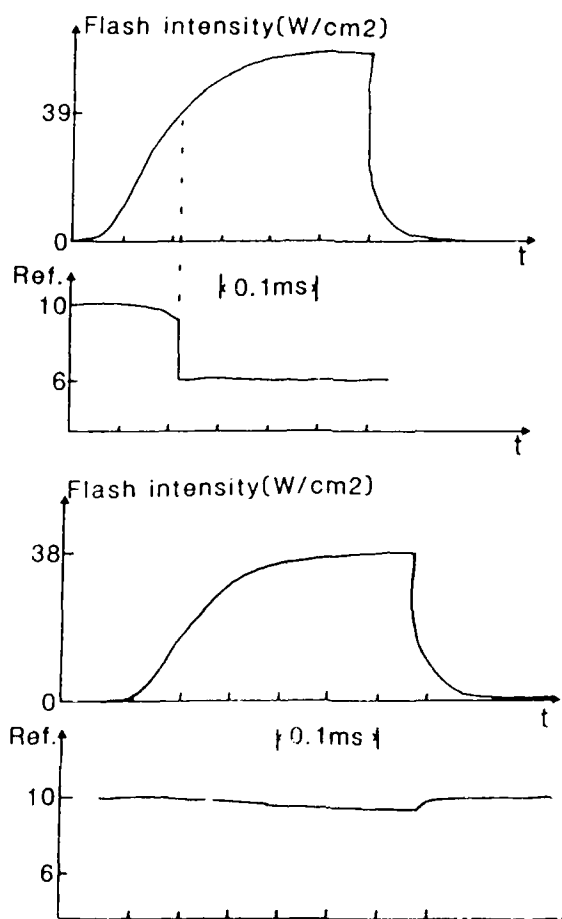 Flash intensity(W/cm2)
39
0
t
Ref.
0.1ms
10
6
t
Flash intensity(W/cm2)
38
0
t
Ref.
0.1ms
10
6